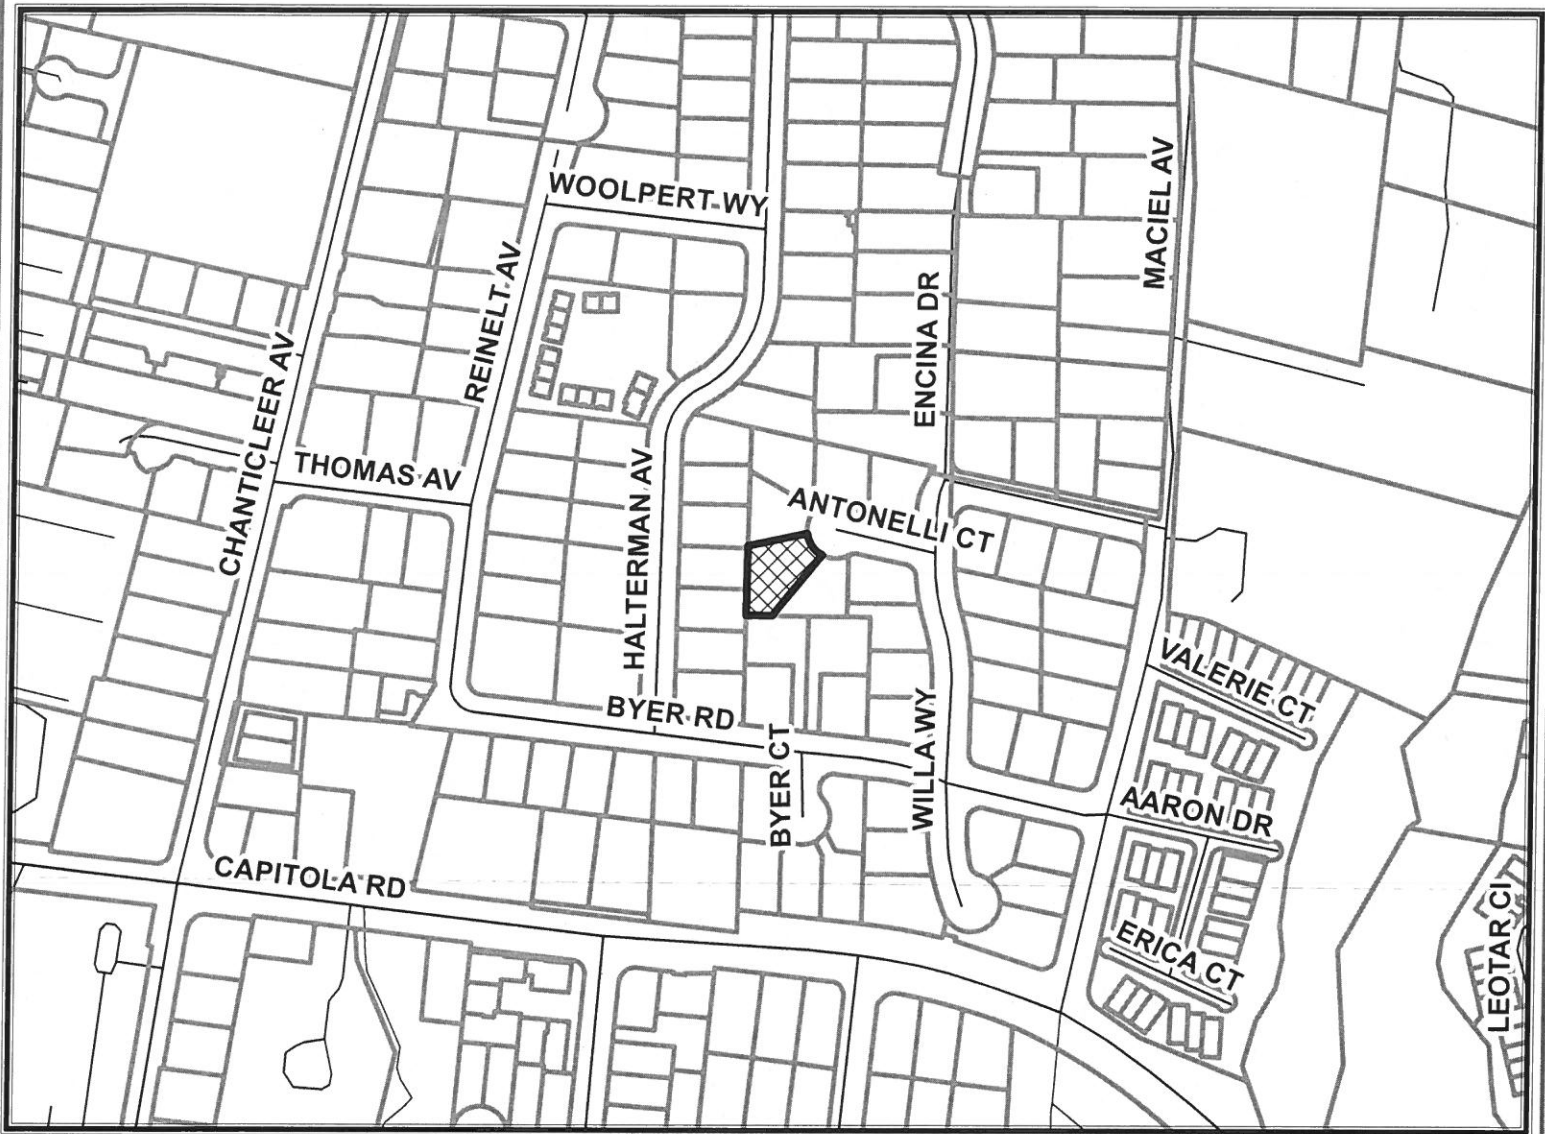 WOOLPERT WY
MACIEL AV
REINELT AV
ENCINA DR
CHANTICLEER AV
THOMAS AV
HALTERMAN AV
ANTONELLI CT
VALERIE CT
BYER RD
BYER CT
WILLA WY
AARON DR
CAPITOLA RD
ERICA CT
LEOTAR CI